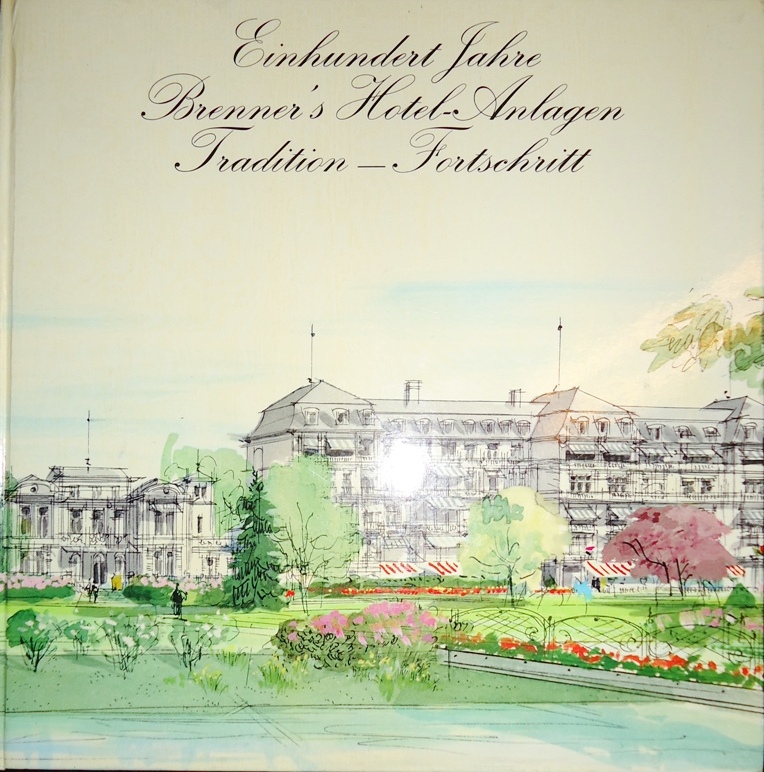 Einhundert Jahre
Brenner's Hotel-Anlagen
Tradition – Fortschritt